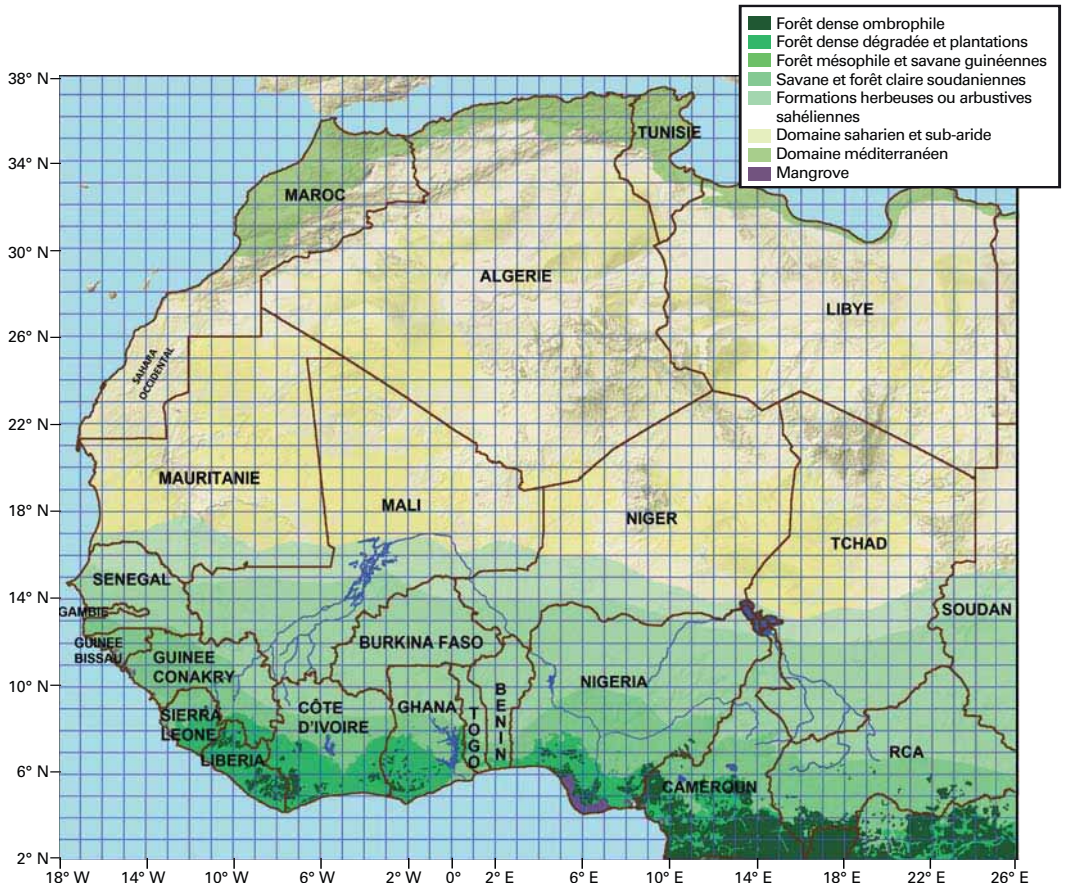 Forêt dense ombrophile
Forêt dense dégradée et plantations
Forêt mésophile et savane guinéennes
Savane et forêt claire soudaniennes
Formations herbeuses ou arbustives
sahéliennes
Domaine saharien et sub-aride
Domaine méditerranéen
Mangrove
38° N
34° N
30° N
26° N
22° N
18° N
14° N
10° N
6° N
2° N
TUNISIE
MAROC
ALGERIE
LIBYE
SAHARA
OCCIDENTAL
MAURITANIE
MALI
NIGER
TCHAD
SENEGAL
GAMBIE
SOUDAN
GUINEE
BISSAU
GUINEE
CONAKRY
BURKINA FASO
NIGERIA
BENIN
SIERRA
LEONE
CÔTE
D'IVOIRE
GHANA
TOGO
LIBERIA
RCA
CAMEROUN
18° W
14° W
10° W
6° W
2° W
0°
2° E
6° E
10° E
14° E
18° E
22° E
26° E